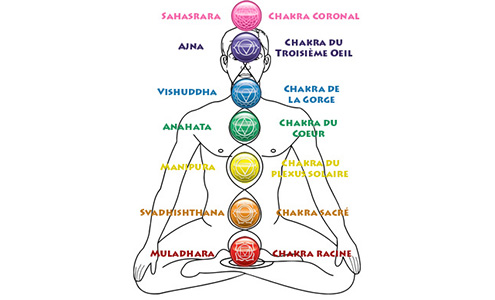 Sahasrara Chakra Coronal
Ajna Chakra du
Troisième Oeil
Vishuddha Chakra de
la Gorge
Anahata Chakra du
Coeur
Manipura Chakra du
plexus solaire
Svadhishthana Chakra Sacré
Muladhara Chakra Racine